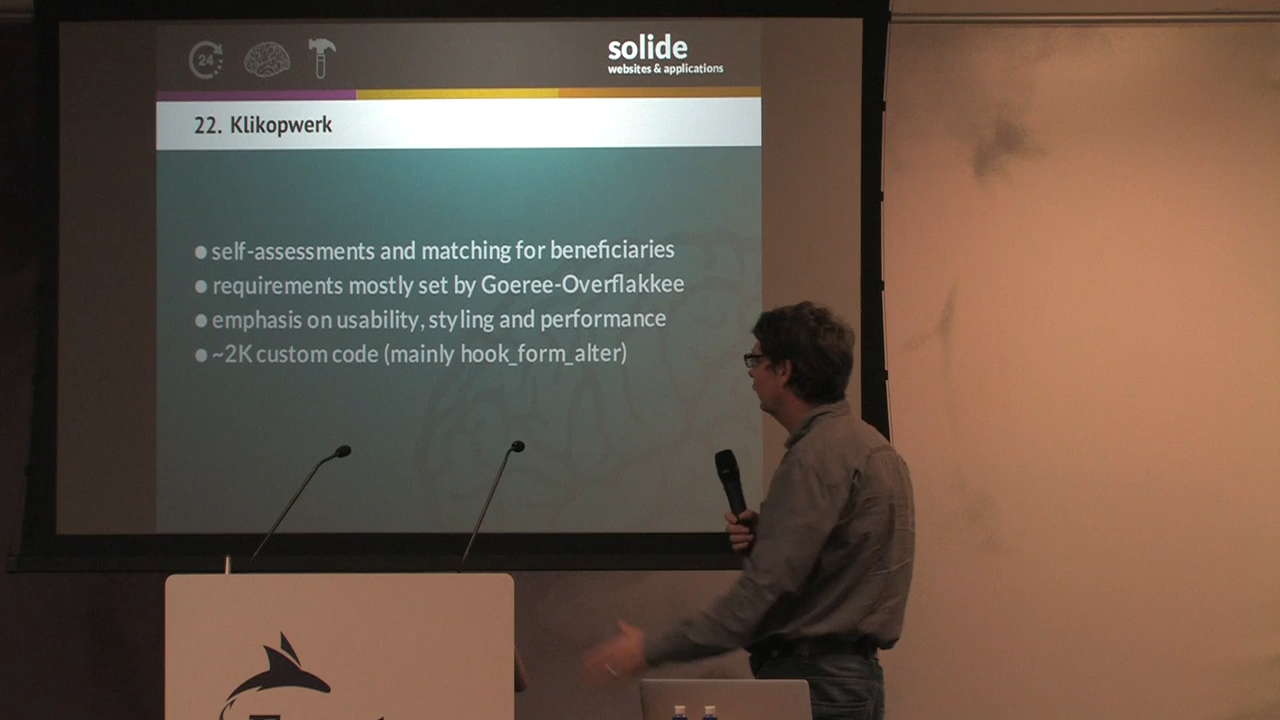 24
solide
websites & applications
22. Klikopwerk
● self-assessments and matching for beneficiaries
● requirements mostly set by Goeree-Overflakkee
● emphasis on usability, styling and performance
● ~2K custom code (mainly hook_form_alter)